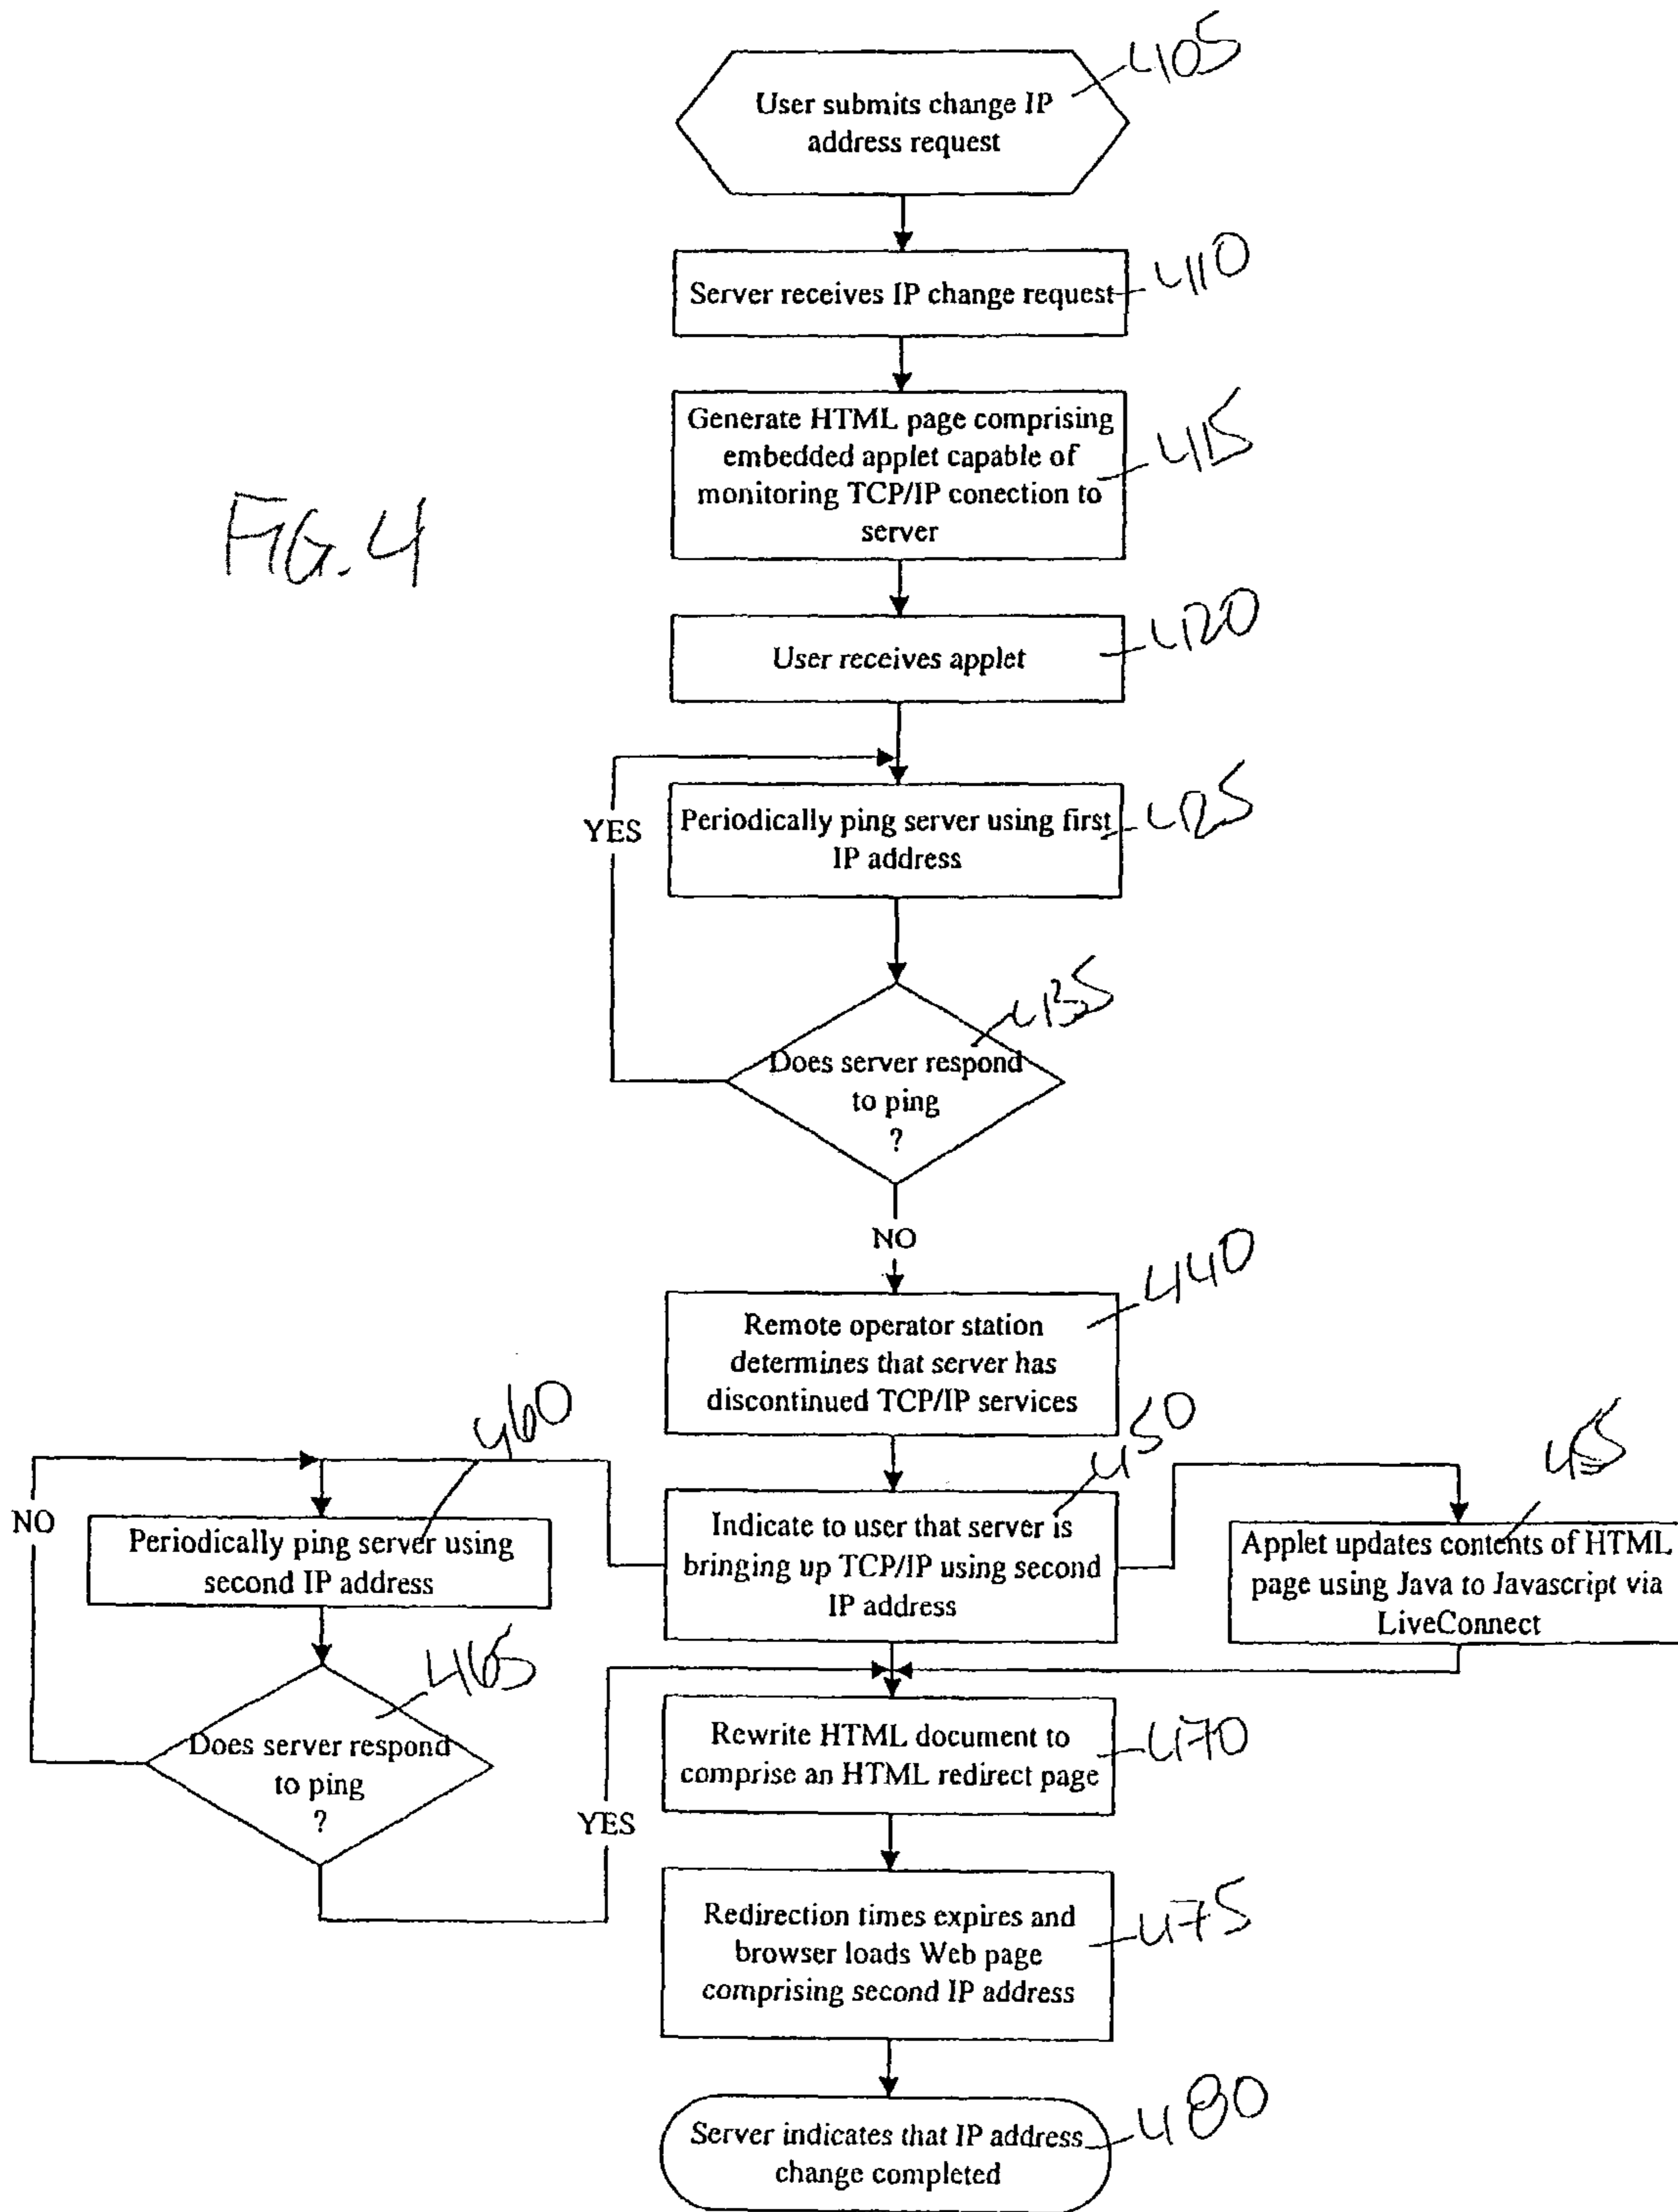 405
User submits change IP
address request
Server receives IP change request
410
Generate HTML page comprising
embedded applet capable of
monitoring TCP/IP conection to
server
415
FIG. 4
User receives applet
420
YES
Periodically ping server using first
IP address
425
Does server respond
to ping
?
435
NO
Remote operator station
determines that server has
discontinued TCP/IP services
440
460
450
455
NO
Periodically ping server using
second IP address
Indicate to user that server is
bringing up TCP/IP using second
IP address
Applet updates contents of HTML
page using Java to Javascript via
LiveConnect
465
Does server respond
to ping
?
YES
Rewrite HTML document to
comprise an HTML redirect page
470
Redirection times expires and
browser loads Web page
comprising second IP address
475
Server indicates that IP address
change completed
480